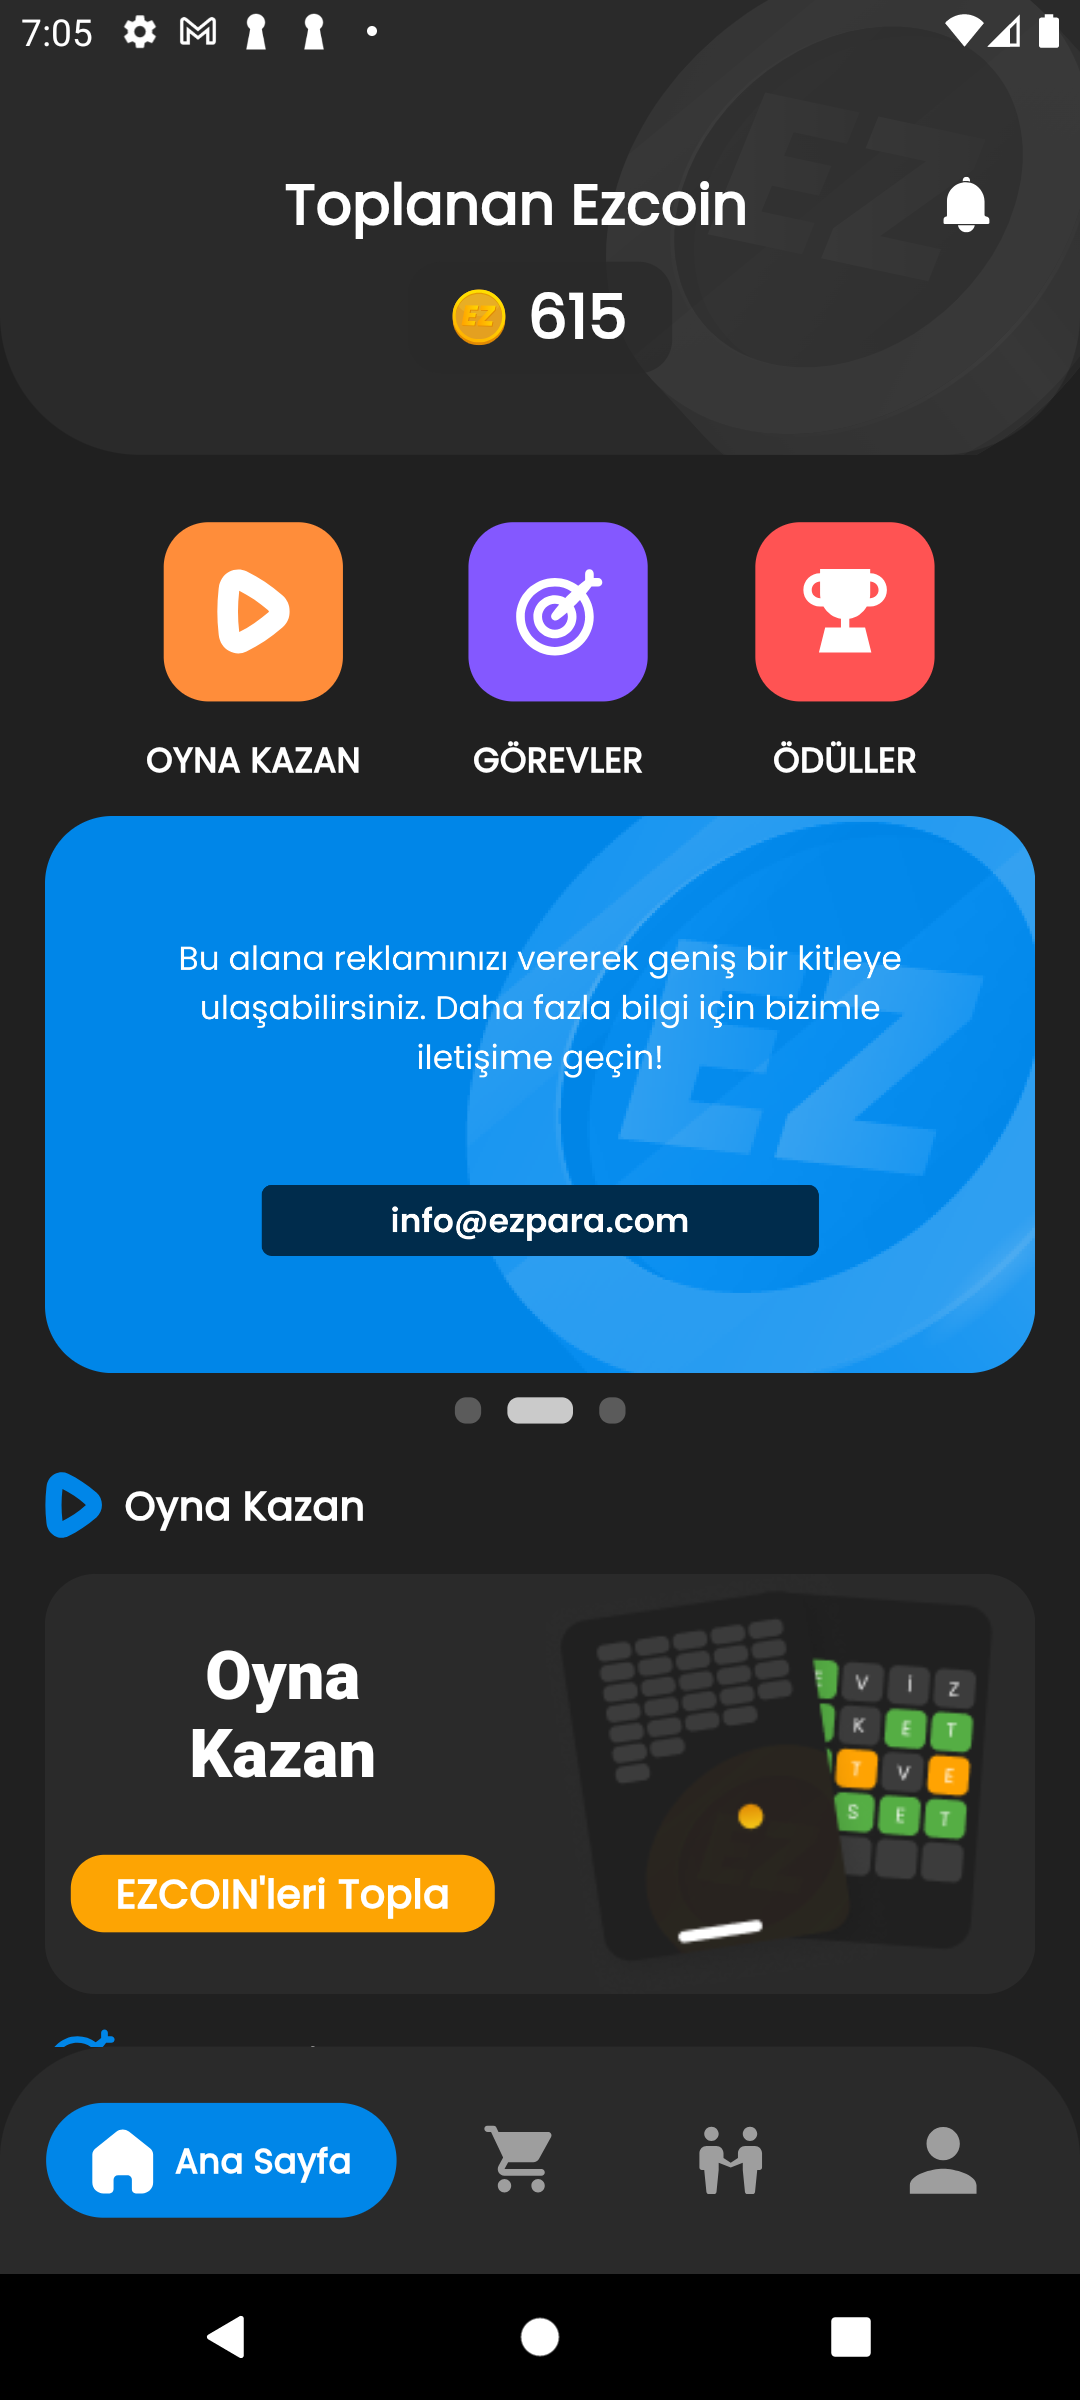 7:05
Toplanan Ezcoin
EZ
615
OYNA KAZAN
GÖREVLER
ÖDÜLLER
Bu alana reklamınızı vererek geniş bir kitleye
ulaşabilirsiniz. Daha fazla bilgi için bizimle
iletişime geçin!
EZ
info@ezpara.com
Oyna Kazan
Oyna
Kazan
EZCOIN'leri Topla
E V İ Z
K E T
T V E
S E T
Ana Sayfa